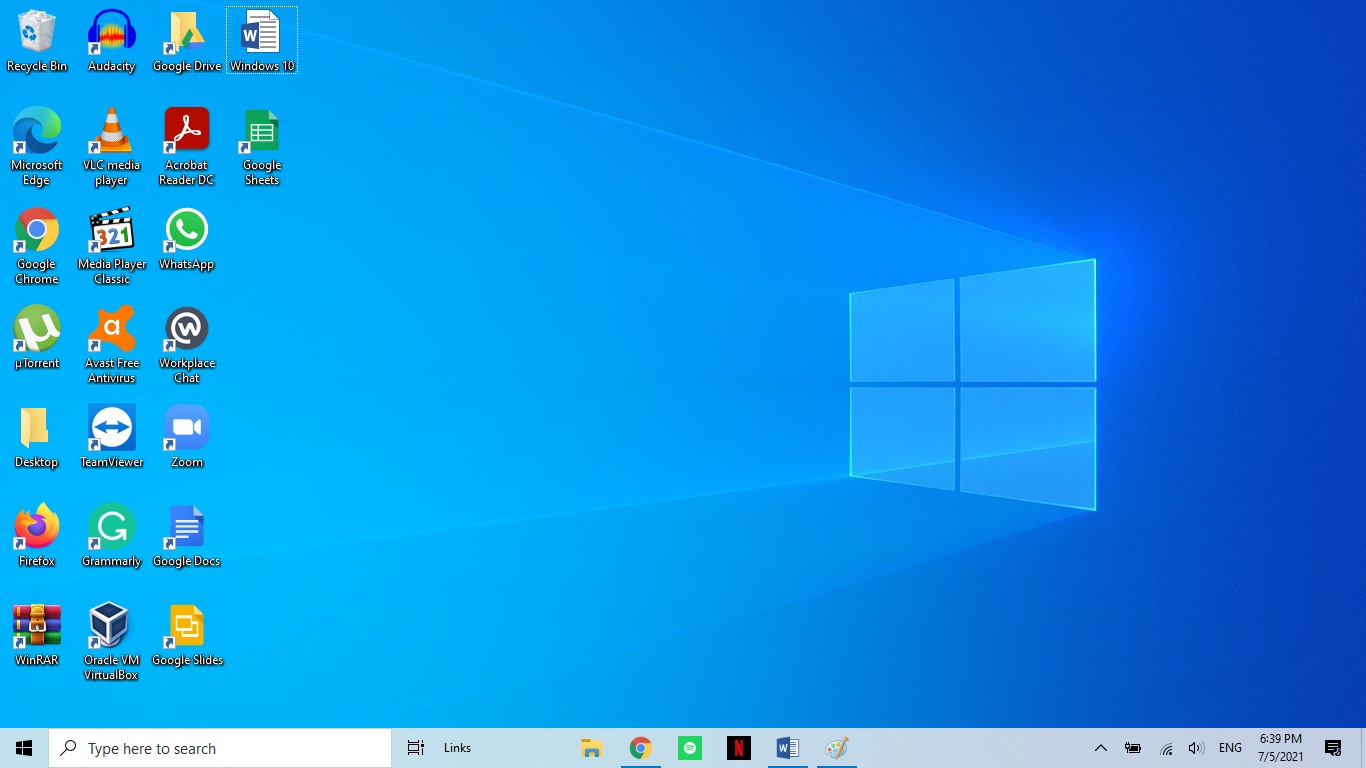 Recycle Bin
Audacity
Google Drive
Windows 10
Microsoft
Edge
VLC media
player
Acrobat
Reader DC
Google
Sheets
Google
Chrome
321
Media Player
Classic
WhatsApp
µTorrent
Avast Free
Antivirus
Workplace
Chat
Desktop
TeamViewer
Zoom
Firefox
Grammarly
Google Docs
WinRAR
Oracle VM
VirtualBox
Google Slides
Type here to search
Links
ENG
6:39 PM
7/5/2021